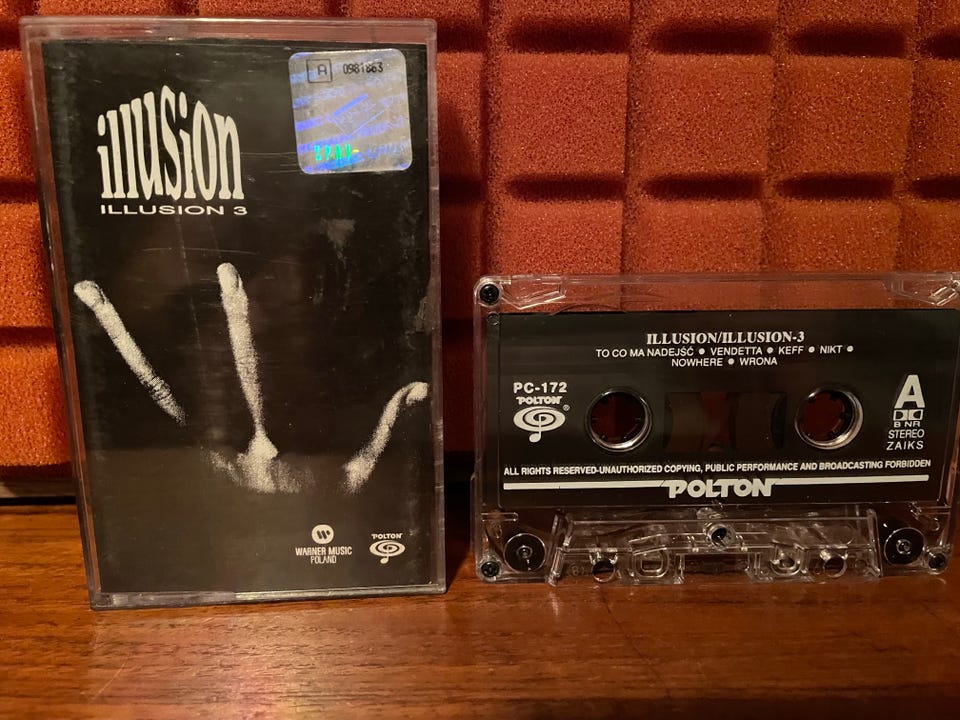 A 0981863
illusion
ILLUSION 3
WARNER MUSIC
POLAND
POLTON
ILLUSION/ILLUSION-3
TO CO MA NADEJŚĆ • VENDETTA • KEFF • NIKT •
NOWHERE • WRONA
PC-172
POLTON®
A
B NR
STEREO
ZAIKS
ALL RIGHTS RESERVED-UNAUTHORIZED COPYING, PUBLIC PERFORMANCE AND BROADCASTING FORBIDDEN
POLTON